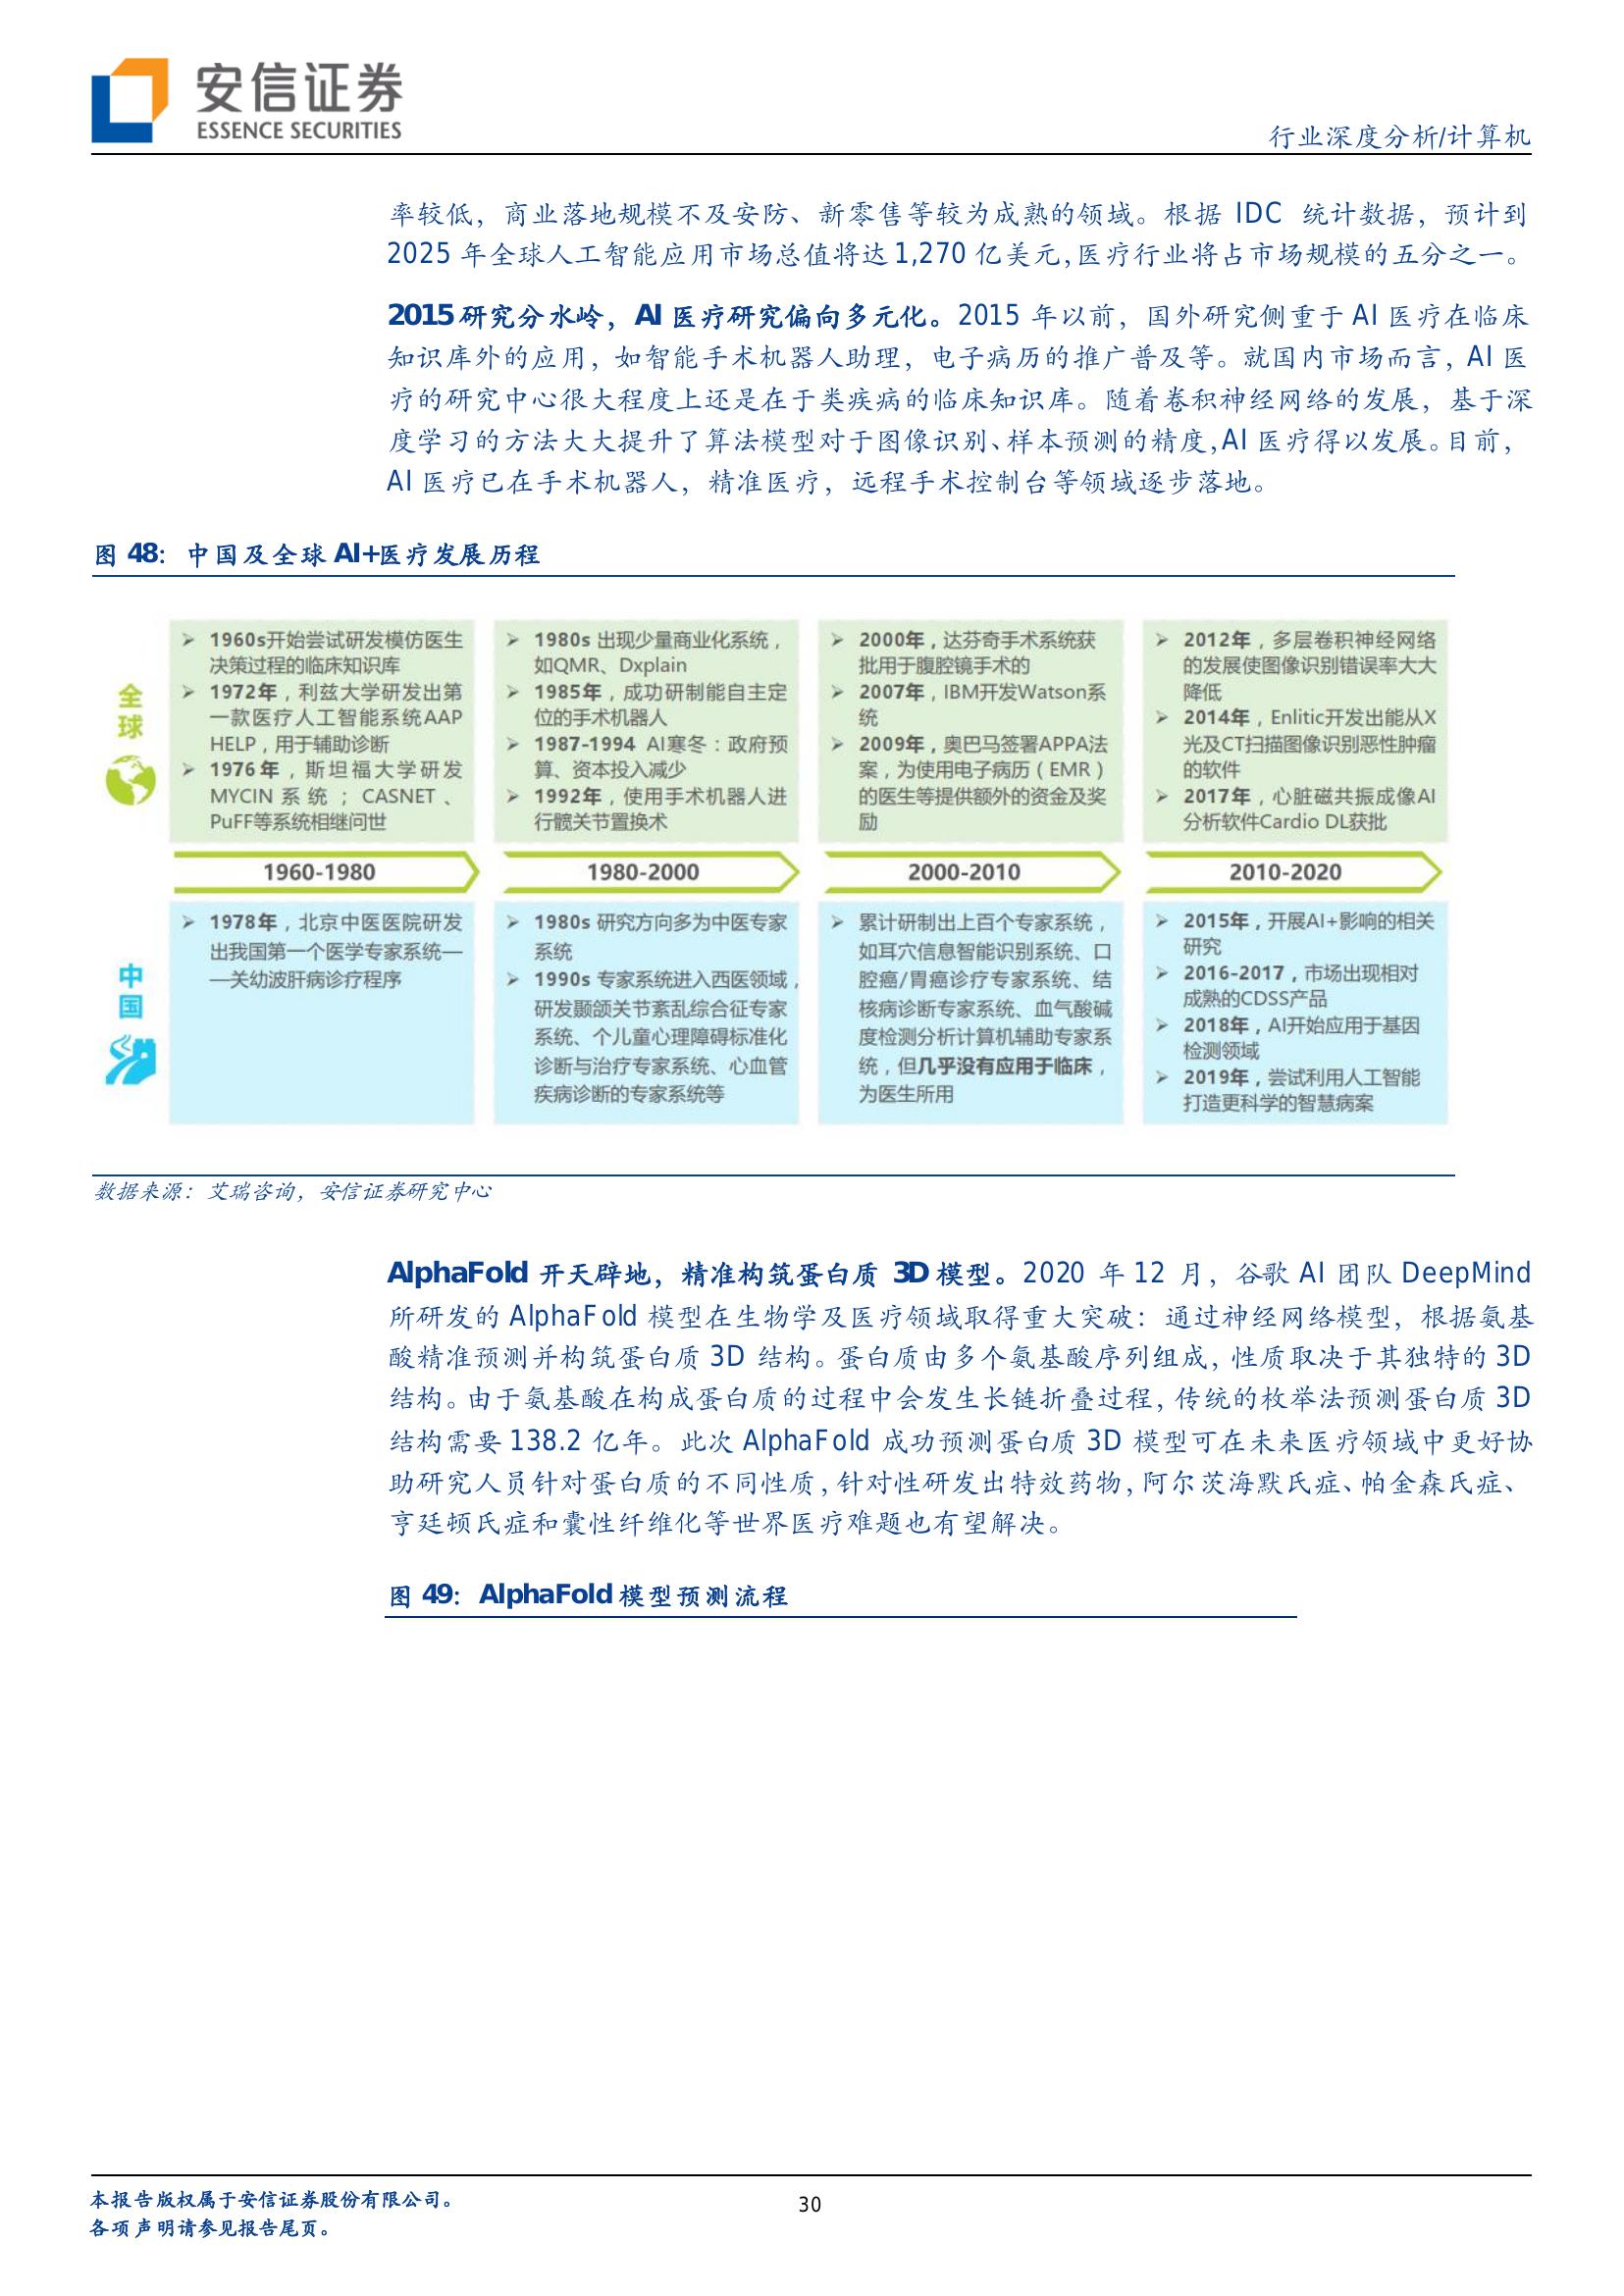 安信证券
ESSENCE SECURITIES
行业深度分析/计算机
率较低，商业落地规模不及安防、新零售等较为成熟的领域。根据 IDC 统计数据，预计到
2025 年全球人工智能应用市场总值将达 1,270 亿美元，医疗行业将占市场规模的五分之一。
2015 研究分水岭，AI 医疗研究偏向多元化。2015 年以前，国外研究侧重于 AI 医疗在临床
知识库外的应用，如智能手术机器人助理，电子病历的推广普及等。就国内市场而言，AI 医
疗的研究中心很大程度上还是在于类疾病的临床知识库。随着卷积神经网络的发展，基于深
度学习的方法大大提升了算法模型对于图像识别、样本预测的精度，AI 医疗得以发展。目前，
AI 医疗已在手术机器人，精准医疗，远程手术控制台等领域逐步落地。
图 48：中国及全球 AI+医疗发展历程
全球
➢ 1960s开始尝试研发模仿医生
决策过程的临床知识库
➢ 1972年，利兹大学研发出第
一款医疗人工智能系统AAP
HELP，用于辅助诊断
➢ 1976年，斯坦福大学研发
MYCIN系统；CASNET、
PuFF等系统相继问世
➢ 1980s 出现少量商业化系统，
如QMR、Dxplain
➢ 1985年，成功研制能自主定
位的手术机器人
➢ 1987-1994 AI寒冬：政府预
算、资本投入减少
➢ 1992年，使用手术机器人进
行髋关节置换术
➢ 2000年，达芬奇手术系统获
批用于腹腔镜手术的
➢ 2007年，IBM开发Watson系
统
➢ 2009年，奥巴马签署APPA法
案，为使用电子病历（EMR）
的医生等提供额外的资金及奖
励
➢ 2012年，多层卷积神经网络
的发展使图像识别错误率大大
降低
➢ 2014年，Enlitic开发出能从X
光及CT扫描图像识别恶性肿瘤
的软件
➢ 2017年，心脏磁共振成像AI
分析软件Cardio DL获批
1960-1980
1980-2000
2000-2010
2010-2020
中国
➢ 1978年，北京中医医院研发
出我国第一个医学专家系统—
—关幼波肝病诊疗程序
➢ 1980s 研究方向多为中医专家
系统
➢ 1990s 专家系统进入西医领域，
研发颞颌关节紊乱综合征专家
系统、个儿童心理障碍标准化
诊断与治疗专家系统、心血管
疾病诊断的专家系统等
➢ 累计研制出上百个专家系统，
如耳穴信息智能识别系统、口
腔癌/胃癌诊疗专家系统、结
核病诊断专家系统、血气酸碱
度检测分析计算机辅助专家系
统，但几乎没有应用于临床，
为医生所用
➢ 2015年，开展AI+影响的相关
研究
➢ 2016-2017，市场出现相对
成熟的CDSS产品
➢ 2018年，AI开始应用于基因
检测领域
➢ 2019年，尝试利用人工智能
打造更科学的智慧病案
数据来源：艾瑞咨询，安信证券研究中心
AlphaFold 开天辟地，精准构筑蛋白质 3D 模型。2020 年 12 月，谷歌 AI 团队 DeepMind
所研发的 AlphaFold 模型在生物学及医疗领域取得重大突破：通过神经网络模型，根据氨基
酸精准预测并构筑蛋白质 3D 结构。蛋白质由多个氨基酸序列组成，性质取决于其独特的 3D
结构。由于氨基酸在构成蛋白质的过程中会发生长链折叠过程，传统的枚举法预测蛋白质 3D
结构需要 138.2 亿年。此次 AlphaFold 成功预测蛋白质 3D 模型可在未来医疗领域中更好协
助研究人员针对蛋白质的不同性质，针对性研发出特效药物，阿尔茨海默氏症、帕金森氏症、
亨廷顿氏症和囊性纤维化等世界医疗难题也有望解决。
图 49：AlphaFold 模型预测流程
本报告版权属于安信证券股份有限公司。
各项声明请参见报告尾页。
30